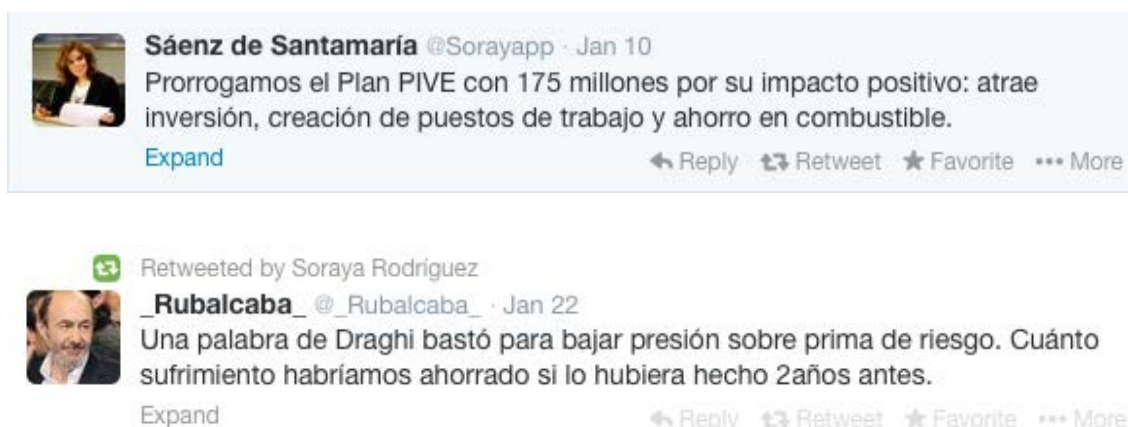 Sáenz de Santamaría @Sorayapp · Jan 10
Prorrogamos el Plan PIVE con 175 millones por su impacto positivo: atrae
inversión, creación de puestos de trabajo y ahorro en combustible.
Expand Reply Retweet Favorite More
Retweeted by Soraya Rodríguez
_Rubalcaba_ @_Rubalcaba_ · Jan 22
Una palabra de Draghi bastó para bajar presión sobre prima de riesgo. Cuánto
sufrimiento habríamos ahorrado si lo hubiera hecho 2años antes.
Expand Reply Retweet Favorite More